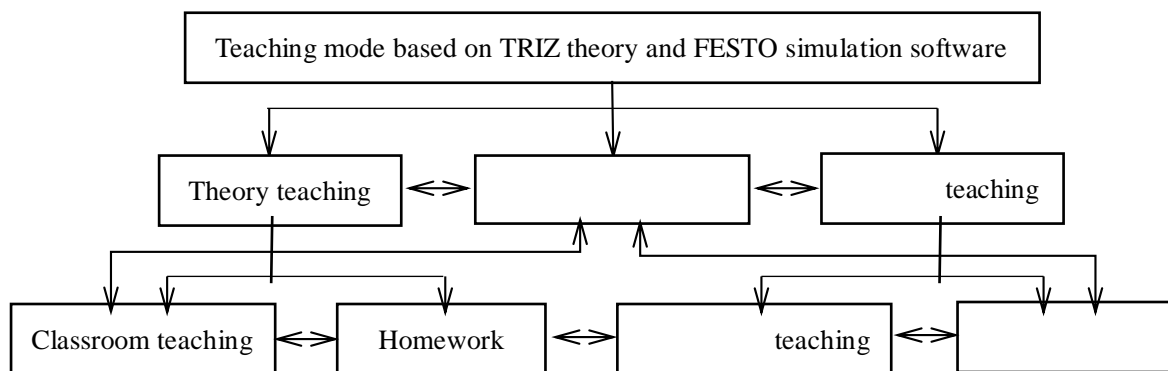 Teaching mode based on TRIZ theory and FESTO simulation software
Theory teaching
teaching
Classroom teaching
Homework
teaching